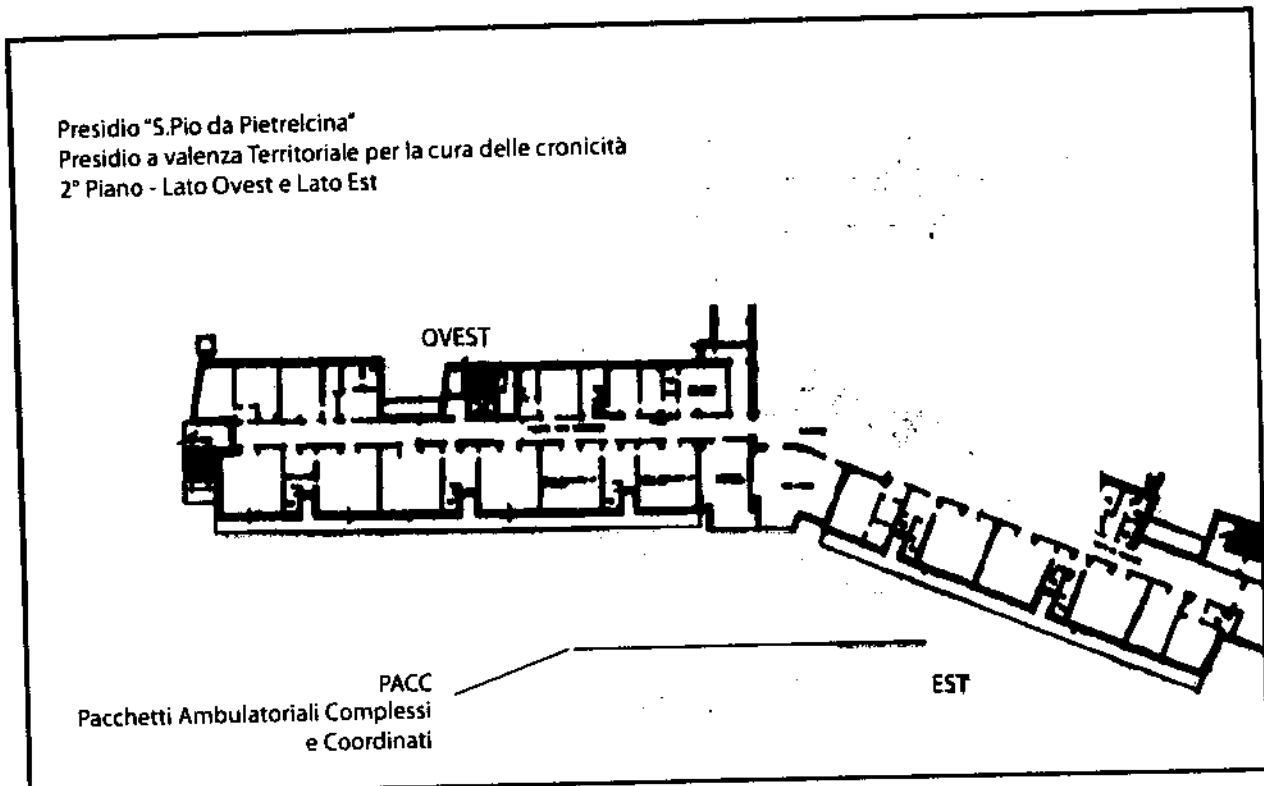 Presidio "S.Pio da Pietrelcina"
Presidio a valenza Territoriale per la cura delle cronicità
2° Piano - Lato Ovest e Lato Est
OVEST
EST
PACC
Pacchetti Ambulatoriali Complessi
e Coordinati